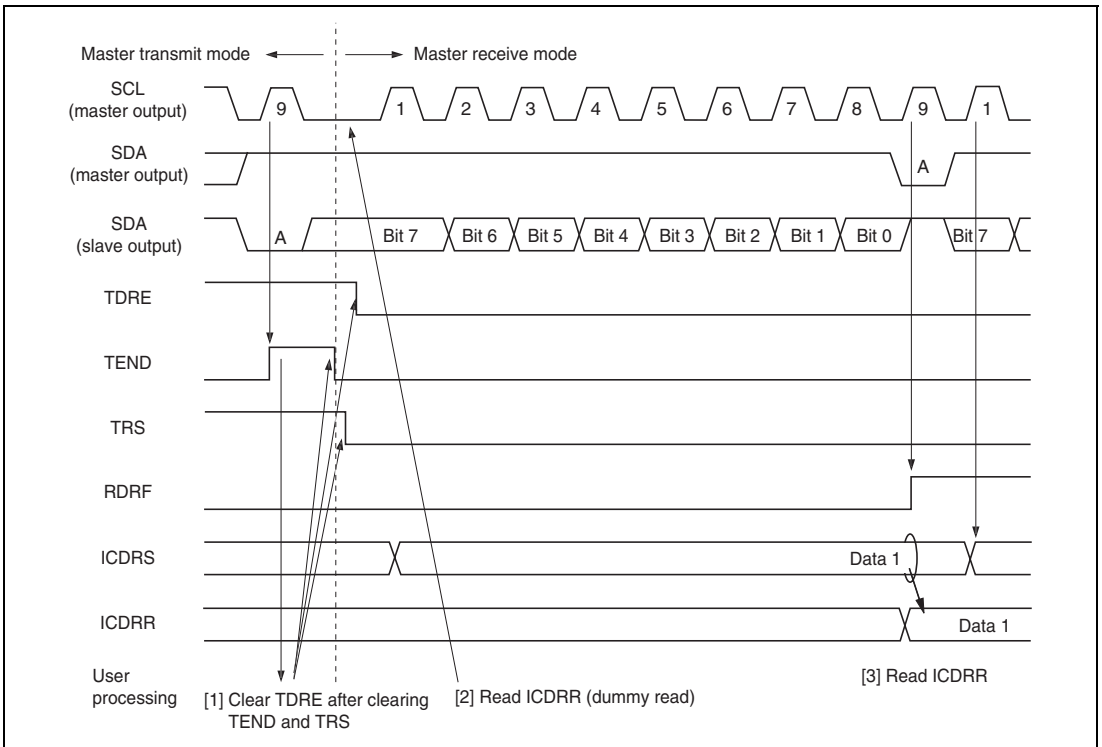 Master transmit mode
Master receive mode
SCL
(master output)
9
1
2
3
4
5
6
7
8
9
1
SDA
(master output)
A
SDA
(slave output)
A
Bit 7
Bit 6
Bit 5
Bit 4
Bit 3
Bit 2
Bit 1
Bit 0
Bit 7
TDRE
TEND
TRS
RDRF
ICDRS
Data 1
ICDRR
Data 1
User
processing
[1] Clear TDRE after clearing
TEND and TRS
[2] Read ICDRR (dummy read)
[3] Read ICDRR